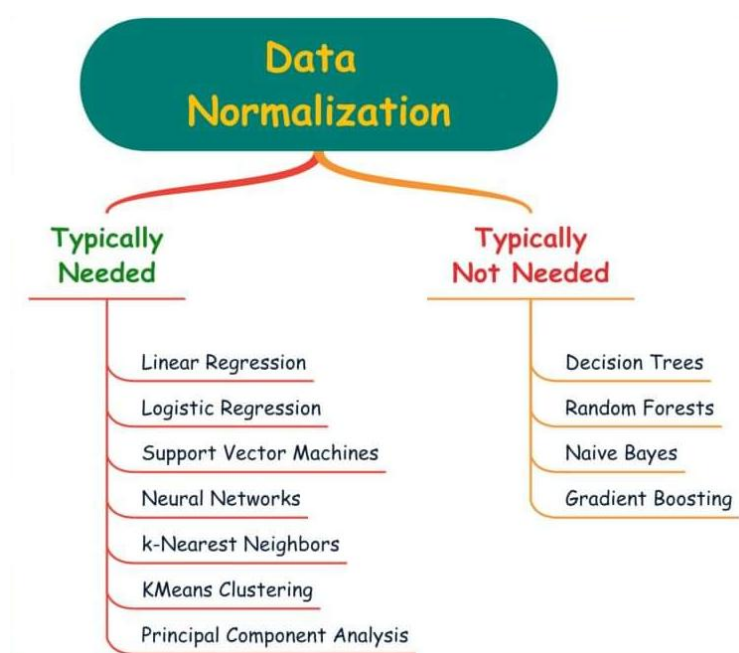 Data
Normalization
Typically
Needed
Linear Regression
Logistic Regression
Support Vector Machines
Neural Networks
k-Nearest Neighbors
KMeans Clustering
Principal Component Analysis
Typically
Not Needed
Decision Trees
Random Forests
Naive Bayes
Gradient Boosting